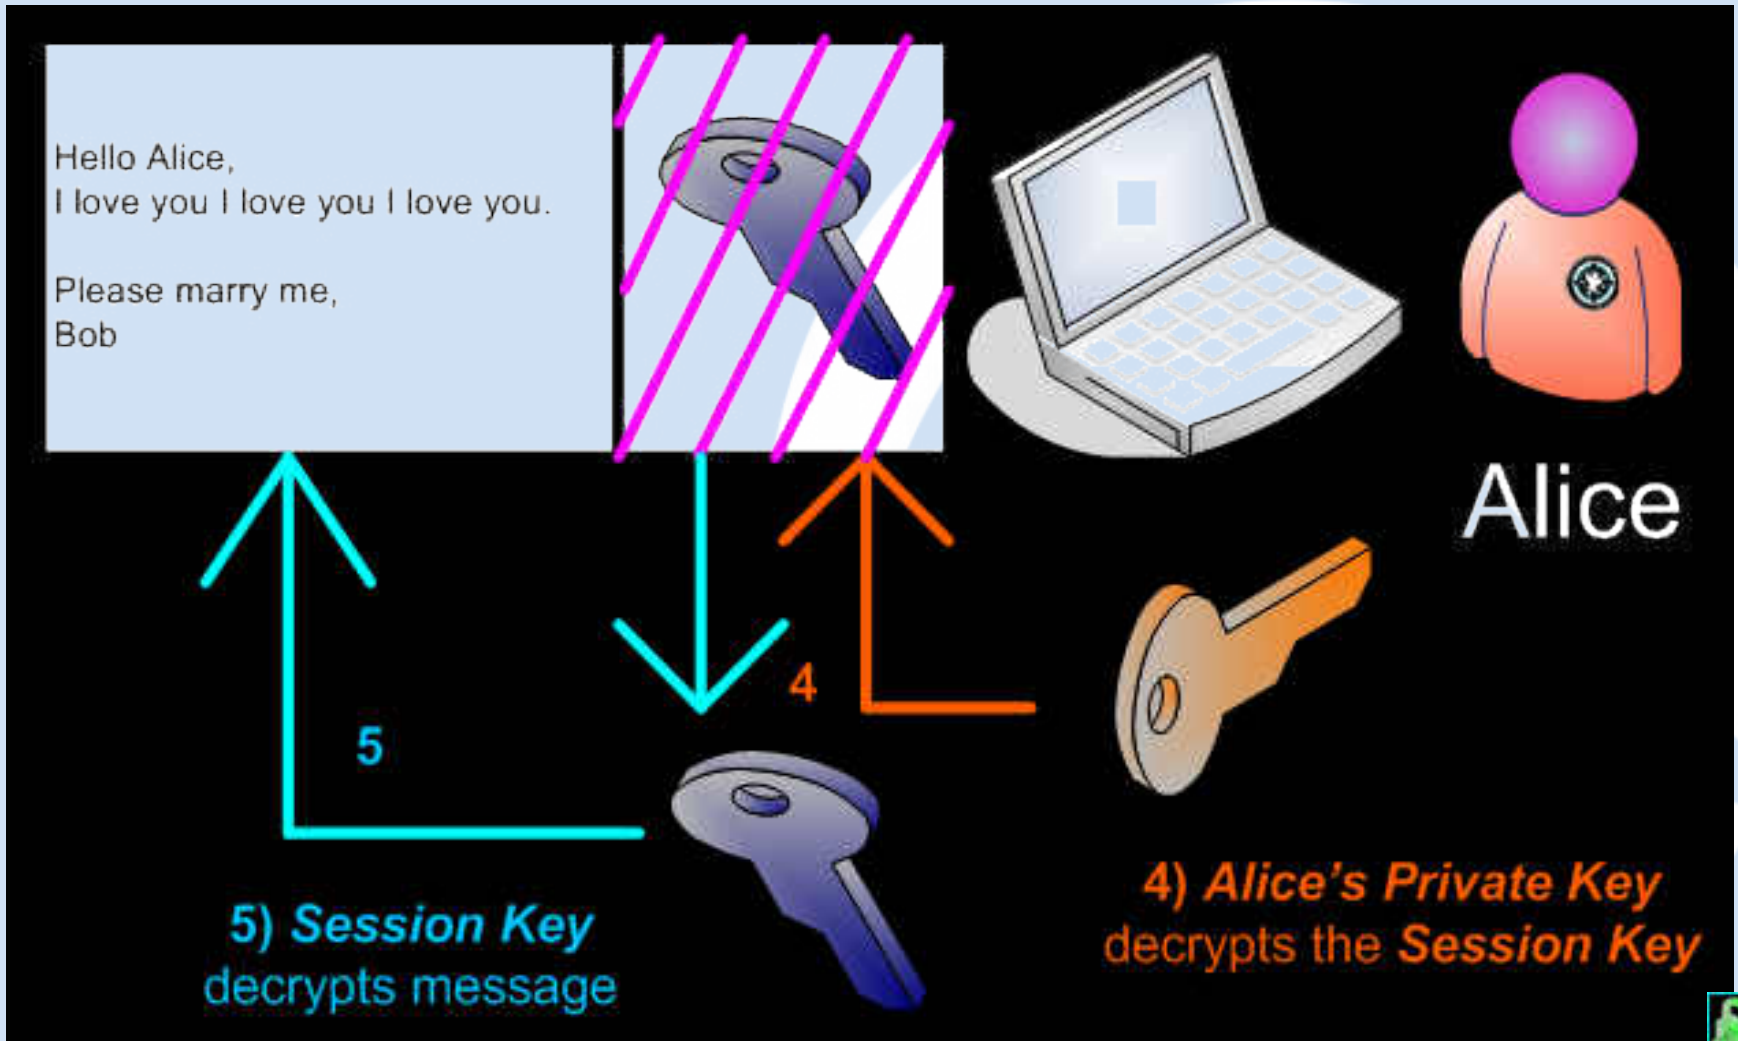 Hello Alice,
I love you I love you I love you.
Please marry me,
Bob
Alice
4
5
4) Alice's Private Key
decrypts the Session Key
5) Session Key
decrypts message